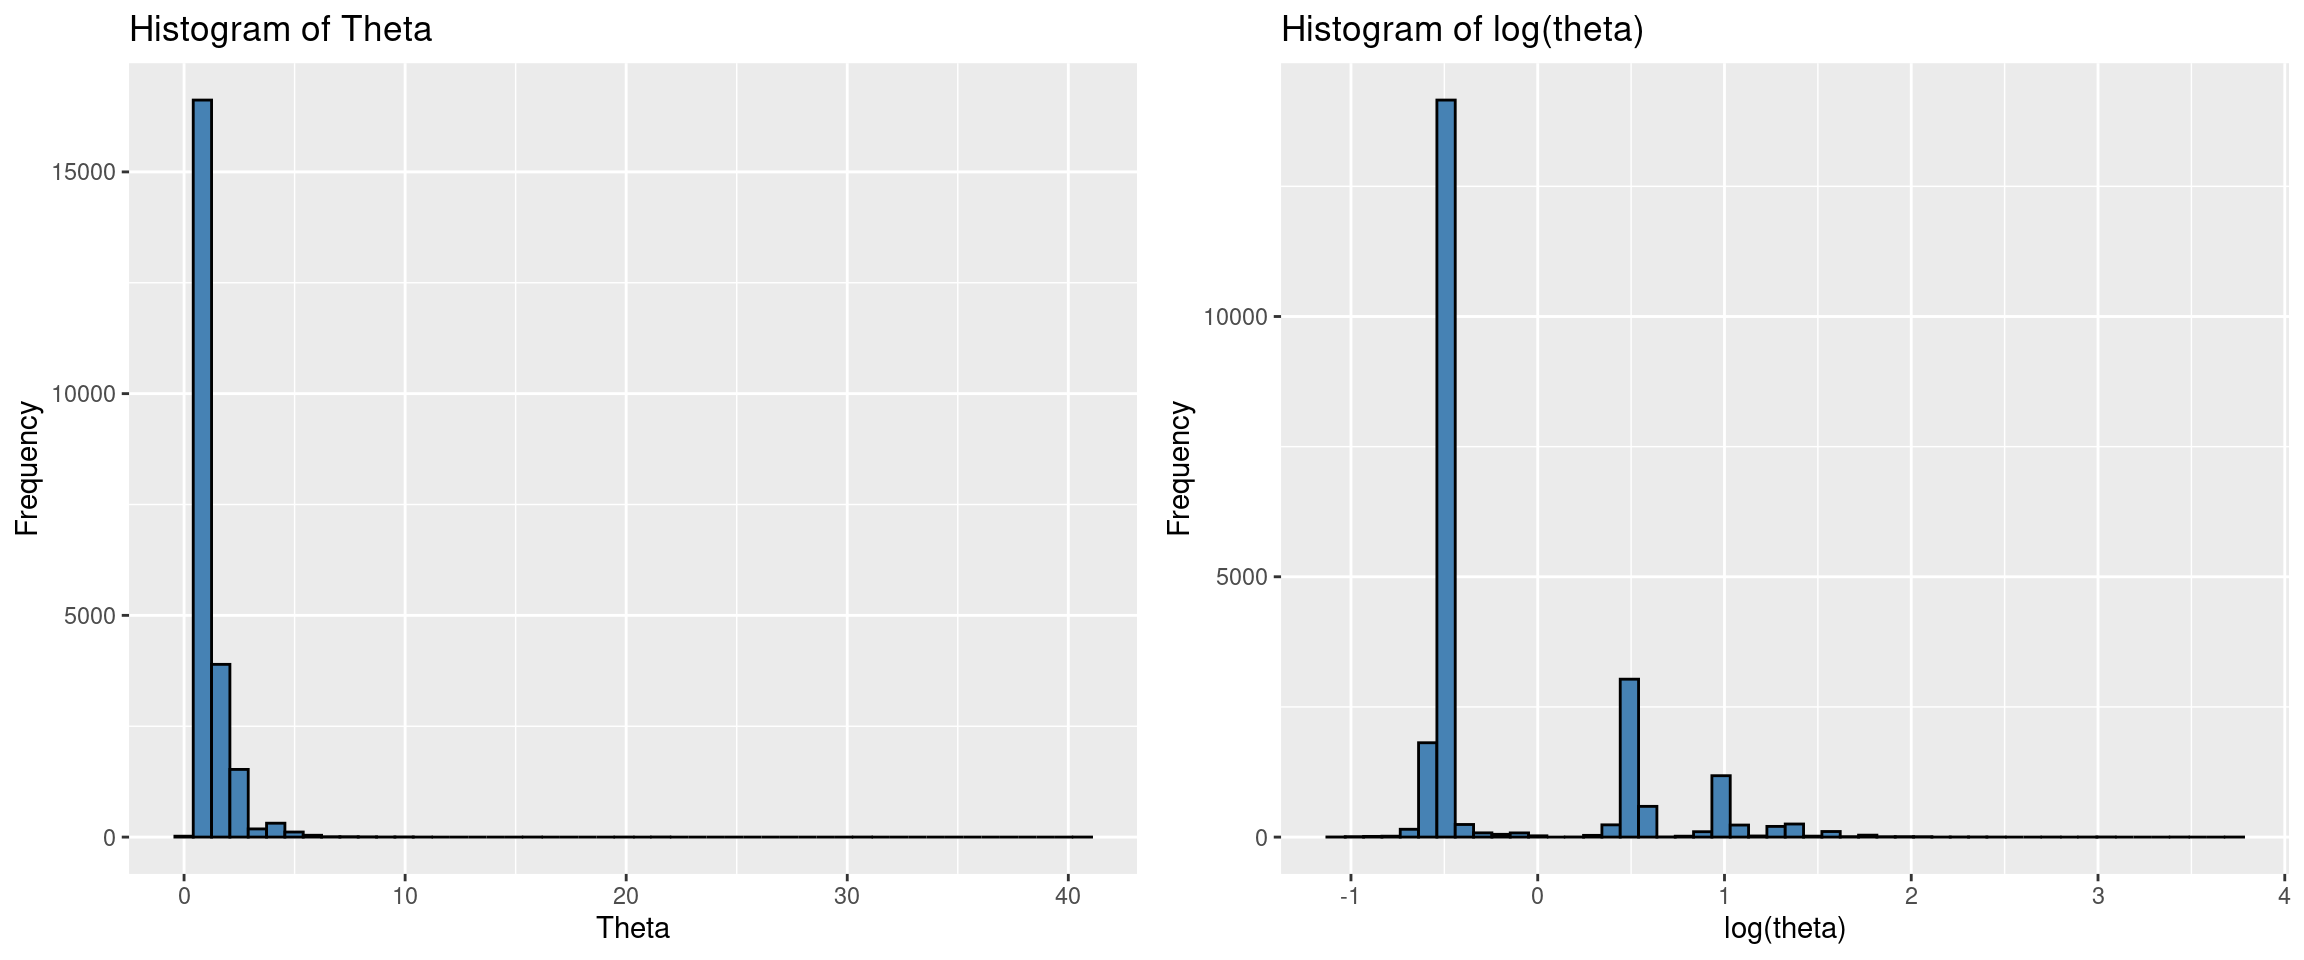 Histogram of Theta
15000
10000
5000
0
Frequency
0 10 20 30 40
Theta
Histogram of log(theta)
10000
5000
0
Frequency
-1 0 1 2 3 4
log(theta)